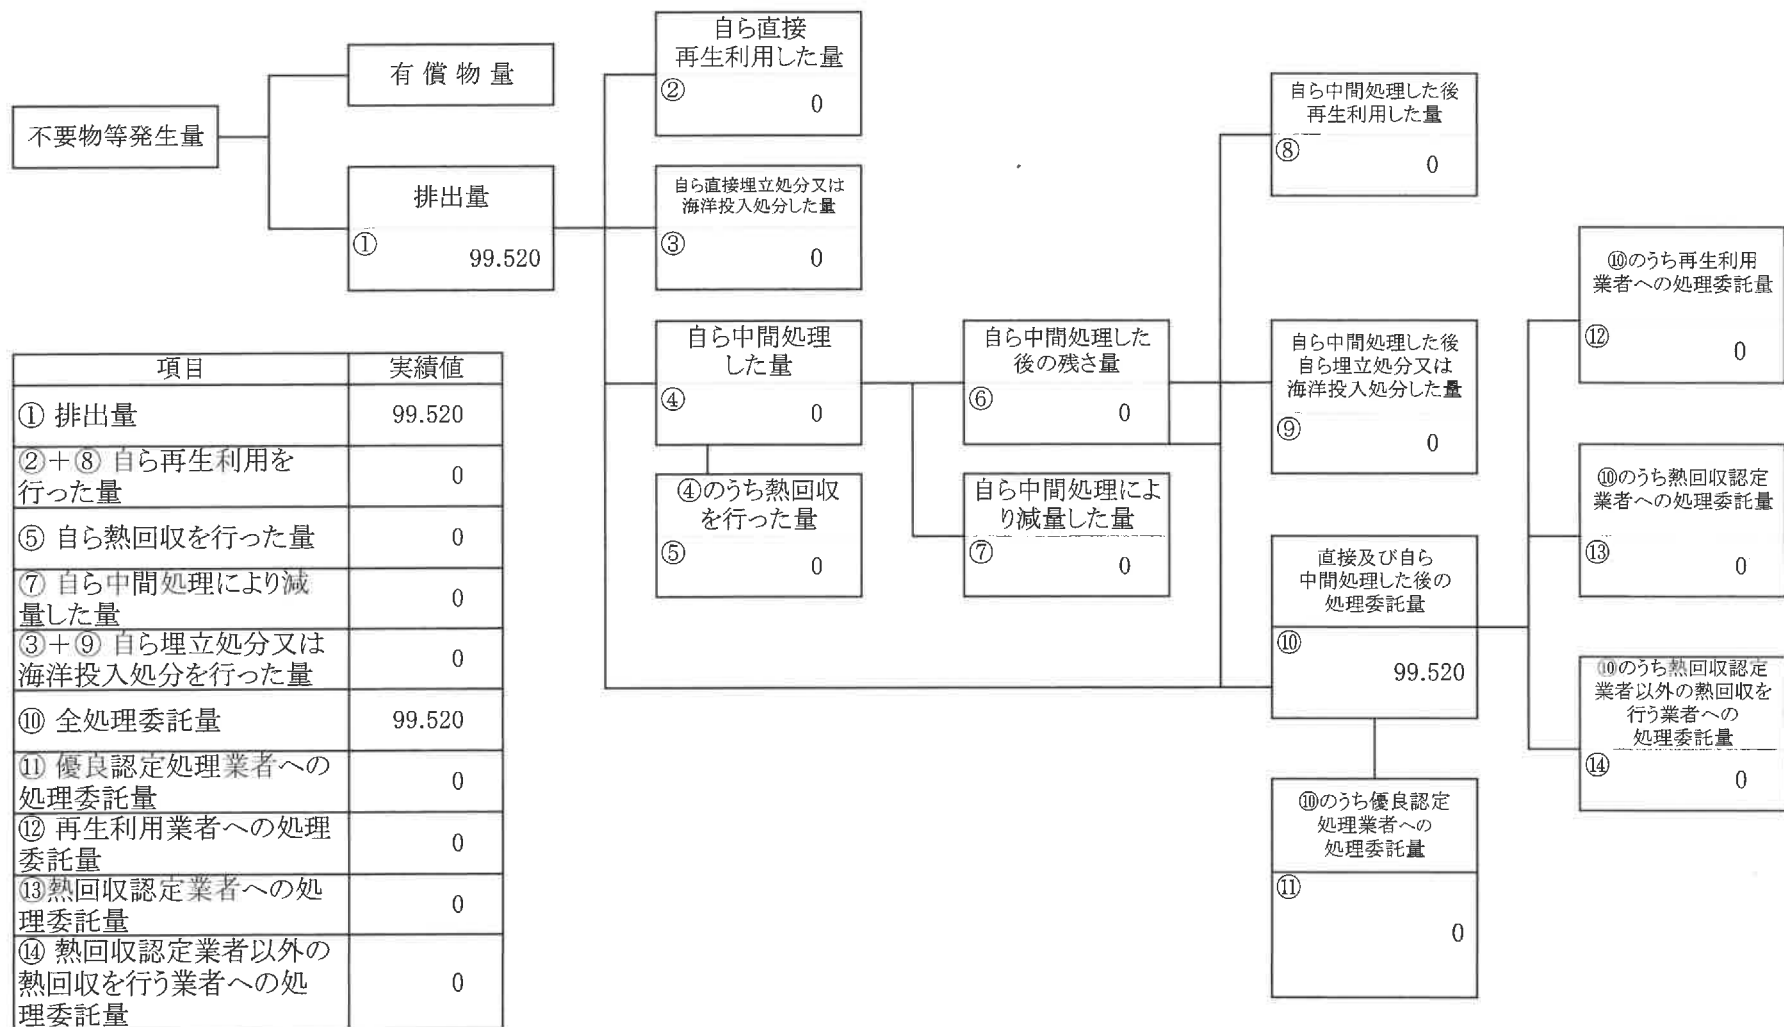 不要物等発生量
有償物量
排出量
①
99.520
自ら直接
再生利用した量
②
0
自ら直接埋立処分又は
海洋投入処分した量
③
0
自ら中間処理
した量
④
0
④のうち熱回収
を行った量
⑤
0
自ら中間処理した
後の残さ量
⑥
0
自ら中間処理によ
り減量した量
⑦
0
自ら中間処理した後
再生利用した量
⑧
0
自ら中間処理した後
自ら埋立処分又は
海洋投入処分した量
⑨
0
直接及び自ら
中間処理した後の
処理委託量
⑩
99.520
⑩のうち優良認定
処理業者への
処理委託量
⑪
0
⑩のうち再生利用
業者への処理委託量
⑫
0
⑩のうち熱回収認定
業者への処理委託量
⑬
0
⑩のうち熱回収認定
業者以外の熱回収を
行う業者への
処理委託量
⑭
0
項目 実績値
① 排出量 99.520
②+⑧ 自ら再生利用を
行った量 0
⑤ 自ら熱回収を行った量 0
⑦ 自ら中間処理により減
量した量 0
③+⑨ 自ら埋立処分又は
海洋投入処分を行った量 0
⑩ 全処理委託量 99.520
⑪ 優良認定処理業者への
処理委託量 0
⑫ 再生利用業者への処理
委託量 0
⑬熱回収認定業者への処
理委託量 0
⑭ 熱回収認定業者以外の
熱回収を行う業者への処
理委託量 0